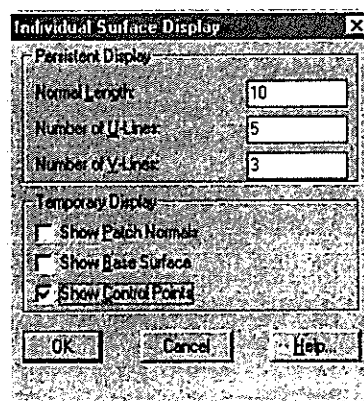 Individual Surface Display
Persistent Display
Normal Length: 10
Number of U-Lines: 5
Number of V-Lines: 3
Temporary Display
Show Patch Normals
Show Base Surface
Show Control Points
OK Cancel Help...